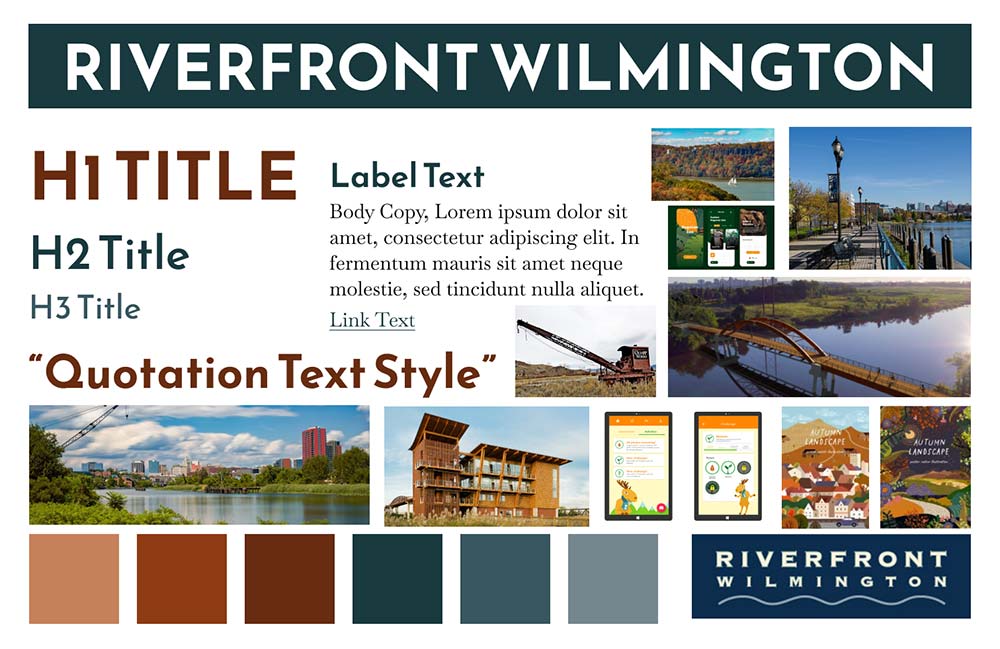 RIVERFRONT WILMINGTON
H1 TITLE
H2 Title
H3 Title
Label Text
Body Copy, Lorem ipsum dolor sit
amet, consectetur adipiscing elit. In
fermentum mauris sit amet neque
molestie, sed tincidunt nulla aliquet.
Link Text
“Quotation Text Style”
AUTUMN
LANDSCAPE
AUTUMN
LANDSCAPE
RIVERFRONT
WILMINGTON